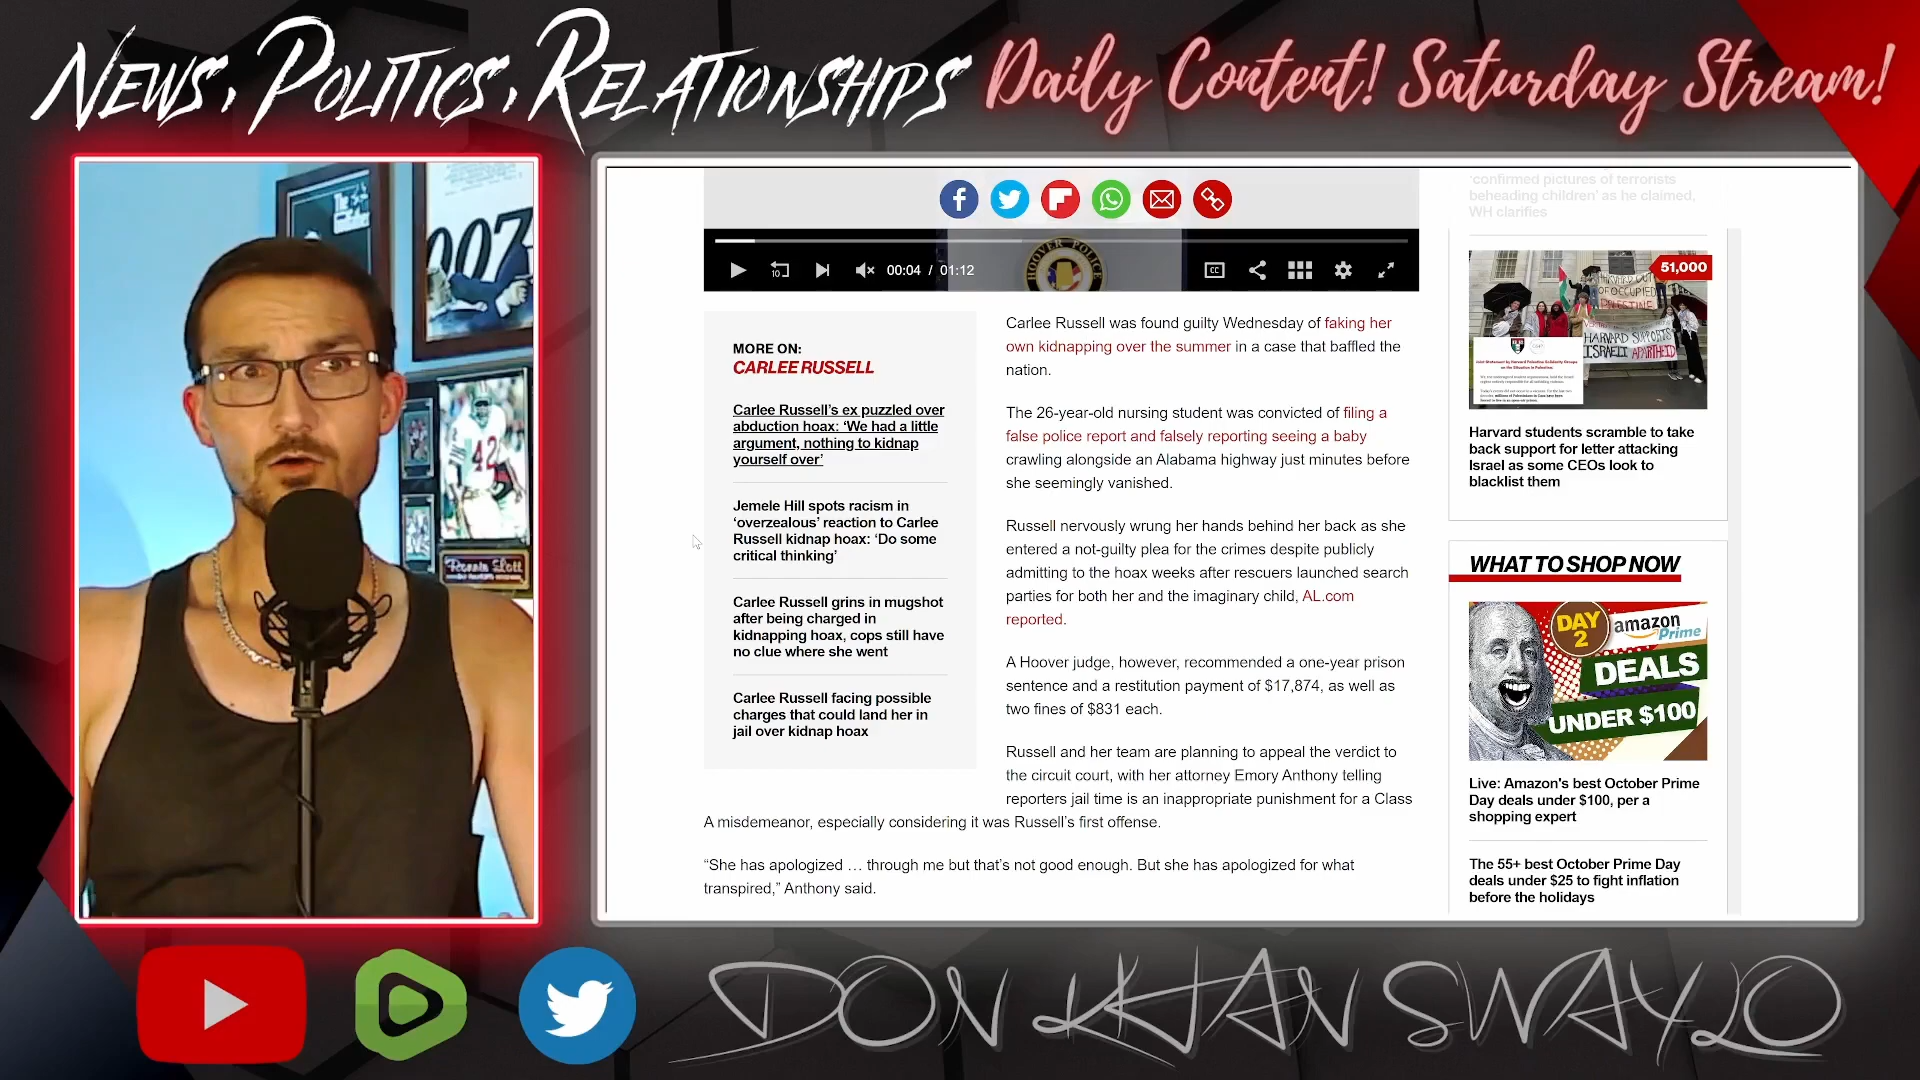 NEWS, POLITICS, RELATIONSHIPS Daily Content! Saturday Stream!
007
42
Ronnie Lott
00:04 / 01:12
CC
10
HOOVER POLICE
MORE ON:
CARLEE RUSSELL
Carlee Russell's ex puzzled over
abduction hoax: 'We had a little
argument, nothing to kidnap
yourself over'
Jemele Hill spots racism in
'overzealous' reaction to Carlee
Russell kidnap hoax: 'Do some
critical thinking'
Carlee Russell grins in mugshot
after being charged in
kidnapping hoax, cops still have
no clue where she went
Carlee Russell facing possible
charges that could land her in
jail over kidnap hoax
Carlee Russell was found guilty Wednesday of faking her
own kidnapping over the summer in a case that baffled the
nation.
The 26-year-old nursing student was convicted of filing a
false police report and falsely reporting seeing a baby
crawling alongside an Alabama highway just minutes before
she seemingly vanished.
Russell nervously wrung her hands behind her back as she
entered a not-guilty plea for the crimes despite publicly
admitting to the hoax weeks after rescuers launched search
parties for both her and the imaginary child, AL.com
reported.
A Hoover judge, however, recommended a one-year prison
sentence and a restitution payment of $17,874, as well as
two fines of $831 each.
Russell and her team are planning to appeal the verdict to
the circuit court, with her attorney Emory Anthony telling
reporters jail time is an inappropriate punishment for a Class
A misdemeanor, especially considering it was Russell's first offense.
“She has apologized … through me but that's not good enough. But she has apologized for what
transpired,” Anthony said.
'confirmed pictures of terrorists
beheading children' as he claimed,
WH clarifies
51,000
OF OCCUPIED
PALESTINE
HARVARD SUPPORTS
ISRAELI APARTHEID
Harvard students scramble to take
back support for letter attacking
Israel as some CEOs look to
blacklist them
WHAT TO SHOP NOW
DAY
2
amazon
Prime
DEALS
UNDER $100
Live: Amazon's best October Prime
Day deals under $100, per a
shopping expert
The 55+ best October Prime Day
deals under $25 to fight inflation
before the holidays
DON KHAN SWAYLO